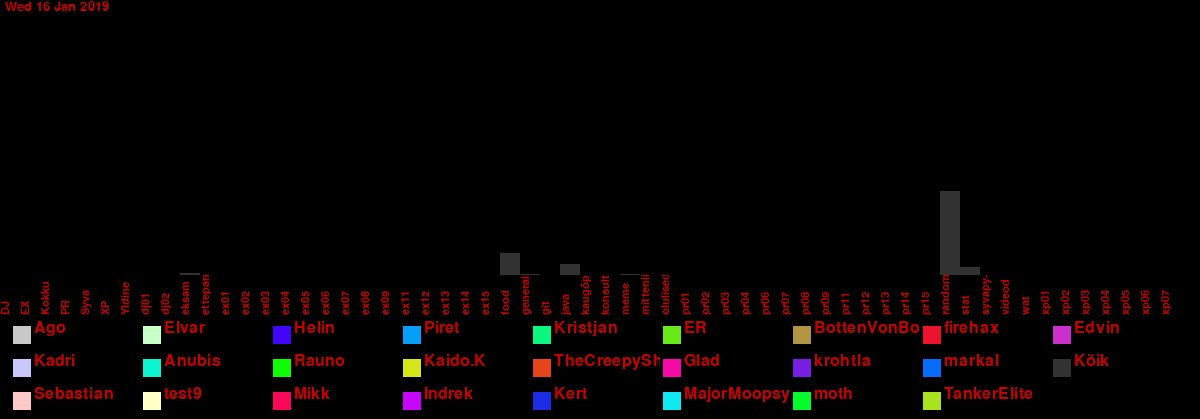 Wed 16 Jan 2019
DJ EX Kokku PR Syva XP Yldine dj01 dj02 eksam ettepan ex01 ex02 ex03 ex04 ex05 ex06 ex07 ex08 ex09 ex11 ex12 ex13 ex14 ex15 food general git java kaugõp konsult meme mittenii olulised pr01 pr02 pr03 pr04 pr06 pr07 pr08 pr09 pr11 pr12 pr13 pr14 pr15 random stat syvapy- videod wat xp01 xp02 xp03 xp04 xp05 xp06 xp07
Ago Elvar Helin Piret Kristjan ER BottenVonBo firehax Edvin
Kadri Anubis Rauno Kaido.K TheCreepySh Glad krohtla markal Kõik
Sebastian test9 Mikk Indrek Kert MajorMoopsy moth TankerElite